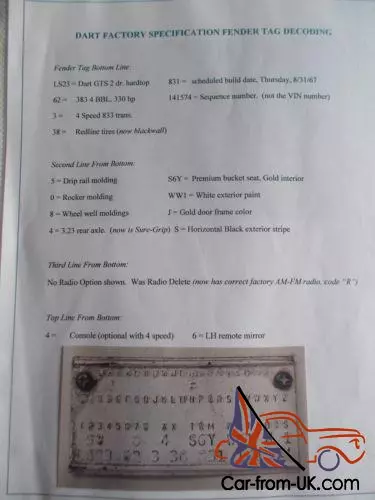 DART FACTORY SPECIFICATION FENDER TAG DECODING
Fender Tag Bottom Line:
LS23 = Dart GTS 2 dr. hardtop 831 = scheduled build date, Thursday, 8/31/67
62 = 383 4 BBL, 330 hp 141574 = Sequence number. (not the VIN number)
3 = 4 Speed 833 trans.
38 = Redline tires (now blackwall)
Second Line From Bottom:
5 = Drip rail molding S6Y = Premium bucket seat, Gold interior
0 = Rocker molding WW1 = White exterior paint
8 = Wheel well moldings J = Gold door frame color
4 = 3.23 rear axle. (now is Sure-Grip) S = Horizontal Black exterior stripe
Third Line From Bottom:
No Radio Option shown. Was Radio Delete (now has correct factory AM-FM radio, code "R")
Top Line From Bottom:
4 = Console (optional with 4 speed) 6 = LH remote mirror
4 S6Y
Car-from-UK.com